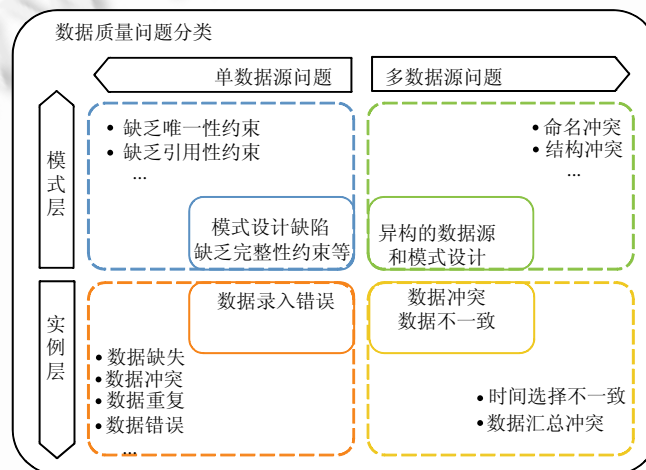 数据质量问题分类
单数据源问题
多数据源问题
模式层
• 缺乏唯一性约束
• 缺乏引用性约束
...
模式设计缺陷
缺乏完整性约束等
• 命名冲突
• 结构冲突
...
异构的数据源
和模式设计
实例层
数据录入错误
• 数据缺失
• 数据冲突
• 数据重复
• 数据错误
...
数据冲突
数据不一致
• 时间选择不一致
• 数据汇总冲突